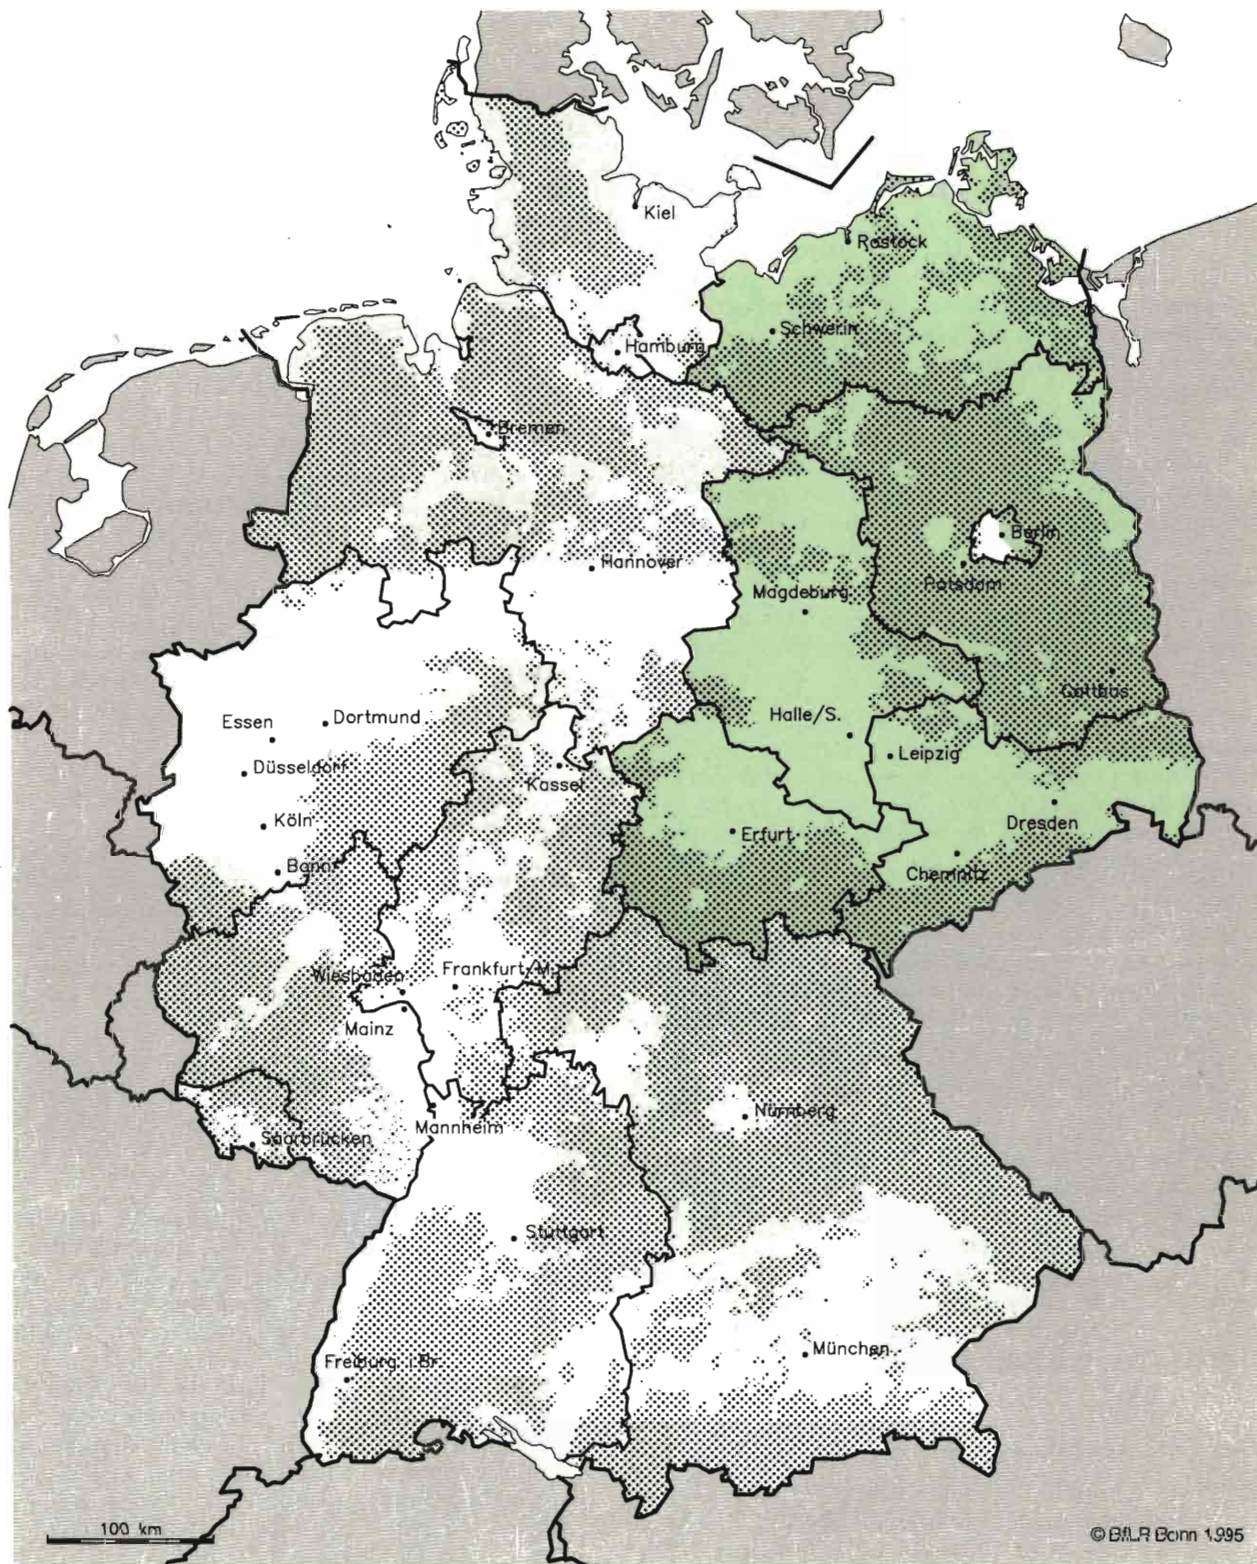 Kiel
Rostock
Schwerin
Hamburg
Bremen
Berlin
Hannover
Potsdam
Magdeburg
Cottbus
Essen
Dortmund
Halle/S.
Leipzig
Düsseldorf
Kassel
Köln
Erfurt
Dresden
Bonn
Chemnitz
Wiesbaden
Frankfurt/M.
Mainz
Nürnberg
Mannheim
Saarbrücken
Stuttgart
München
Freiburg i.Br.
100 km
© BfLR Bonn 1995